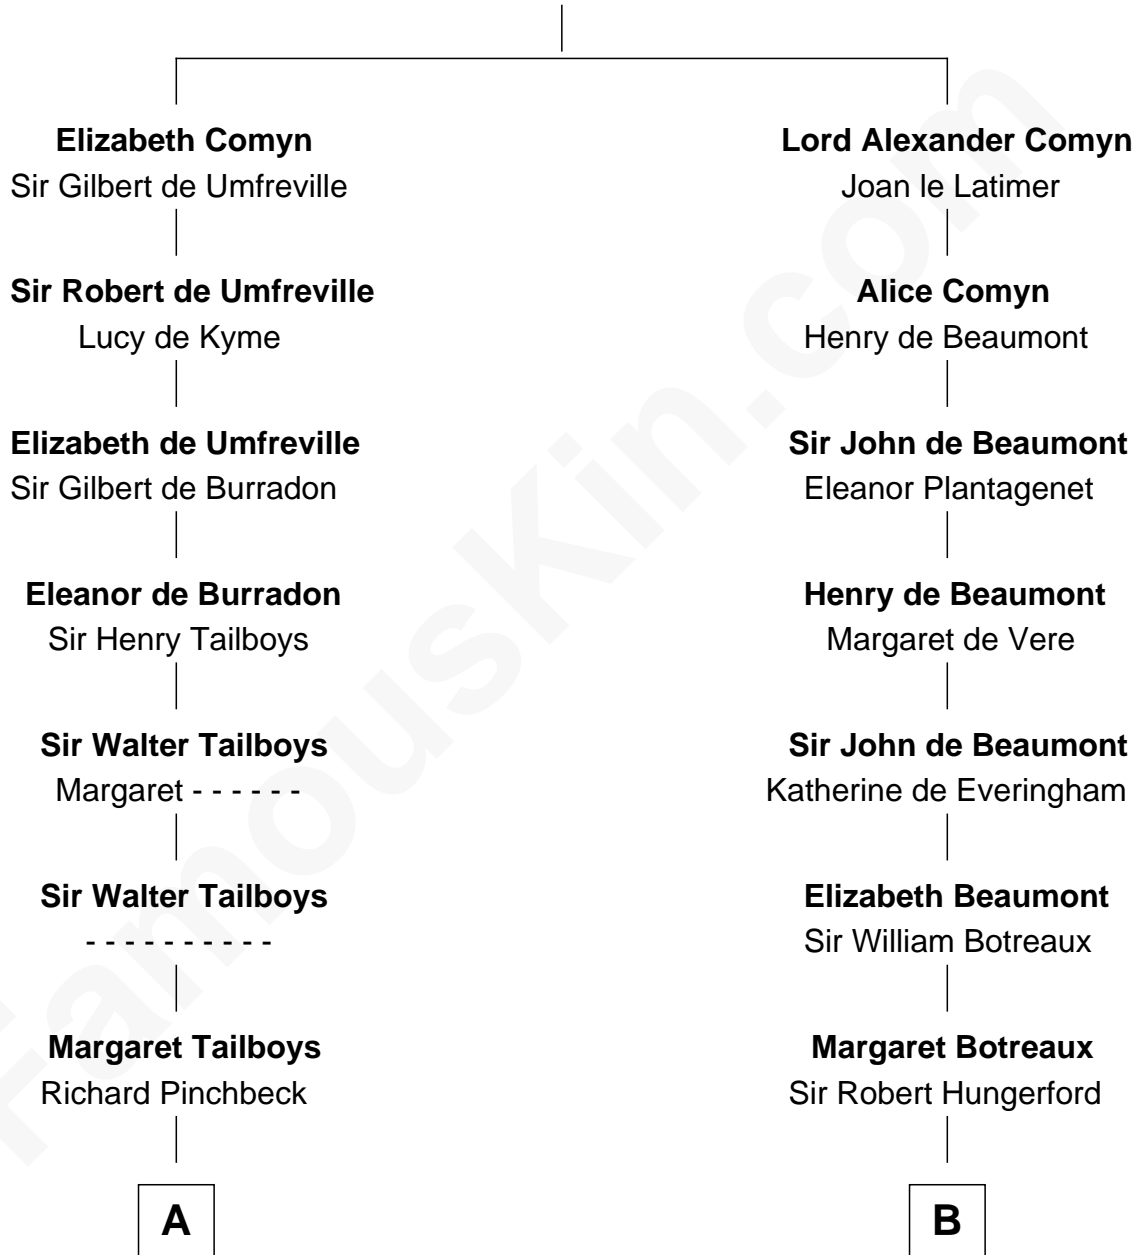 Elizabeth Comyn
Sir Gilbert de Umfreville
Sir Robert de Umfreville
Lucy de Kyme
Elizabeth de Umfreville
Sir Gilbert de Burradon
Eleanor de Burradon
Sir Henry Tailboys
Sir Walter Tailboys
Margaret - - - - - -
Sir Walter Tailboys
- - - - - - - - - -
Margaret Tailboys
Richard Pinchbeck
A
Lord Alexander Comyn
Joan le Latimer
Alice Comyn
Henry de Beaumont
Sir John de Beaumont
Eleanor Plantagenet
Henry de Beaumont
Margaret de Vere
Sir John de Beaumont
Katherine de Everingham
Elizabeth Beaumont
Sir William Botreaux
Margaret Botreaux
Sir Robert Hungerford
B
FamousKin.com